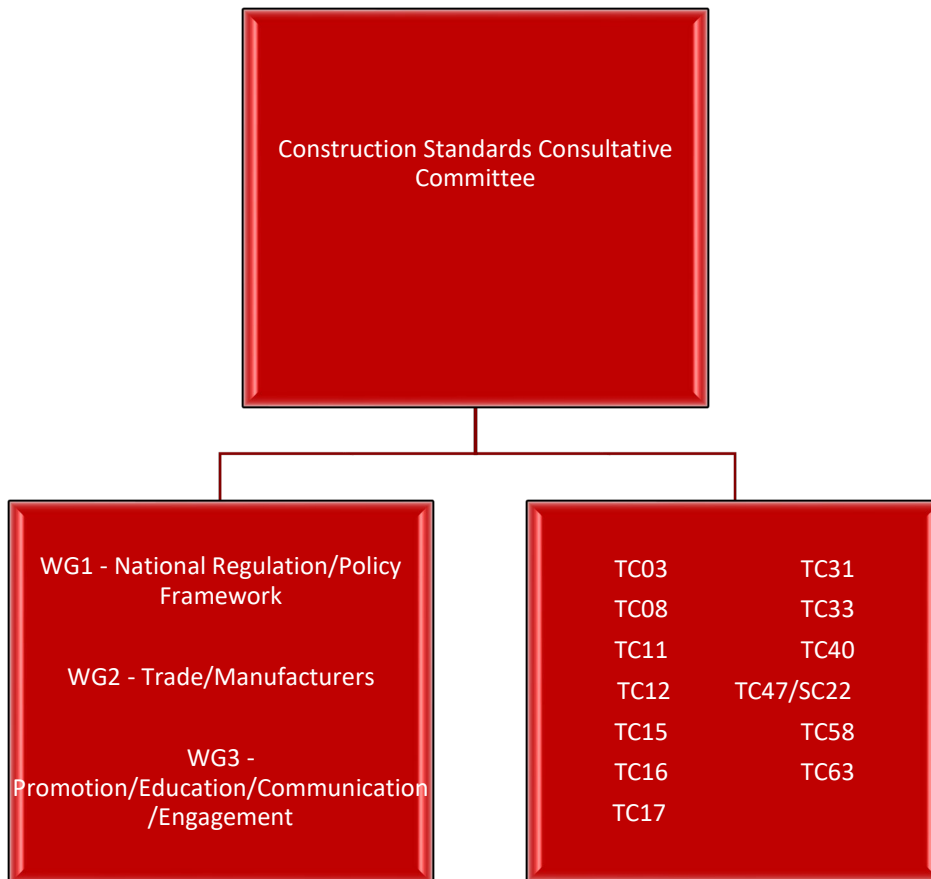 Construction Standards Consultative
Committee
WG1 - National Regulation/Policy
Framework
WG2 - Trade/Manufacturers
WG3 -
Promotion/Education/Communication
/Engagement
TC03 TC31
TC08 TC33
TC11 TC40
TC12 TC47/SC22
TC15 TC58
TC16 TC63
TC17